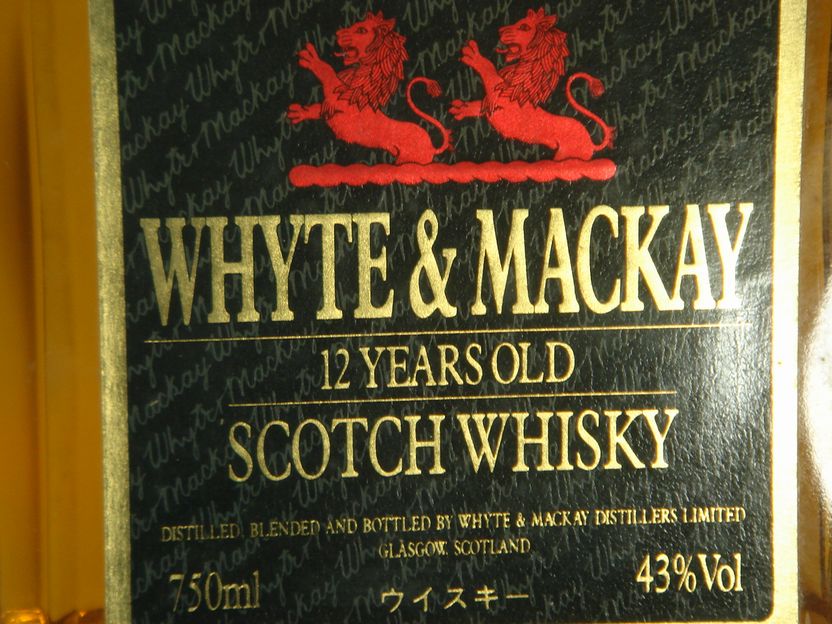 WHYTE & MACKAY
12 YEARS OLD
SCOTCH WHISKY
DISTILLED, BLENDED AND BOTTLED BY WHYTE & MACKAY DISTILLERS LIMITED
GLASGOW, SCOTLAND
750ml ウイスキー 43%Vol